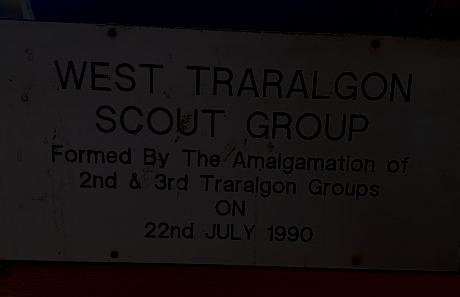 WEST TRARALGON
SCOUT GROUP
Formed By The Amalgamation of
2nd & 3rd Traralgon Groups
ON
22nd JULY 1990